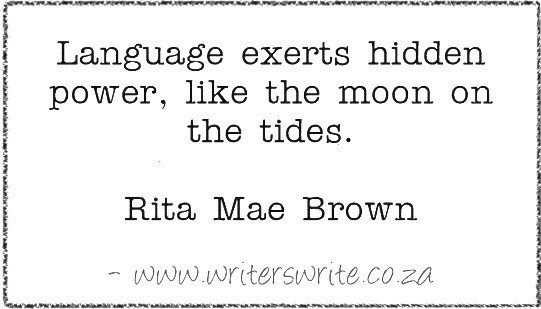 Language exerts hidden
power, like the moon on
the tides.
Rita Mae Brown
- www.writerswrite.co.za